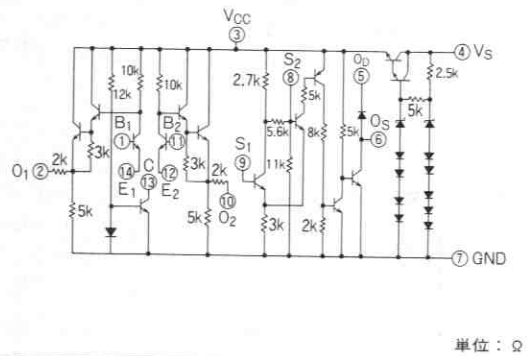 VCC
③
④ VS
S2
⑧
OD
⑤
10k
12k
10k
2.7k
5k
2.5k
5k
B1
①
B2
⑪
5.6k
8k
5k
OS
⑥
S1
⑨
11k
O1 ②
2k
3k
⑭
E1
C
⑬
⑫
E2
3k
2k
⑩
O2
5k
5k
3k
2k
⑦ GND
単位：Ω